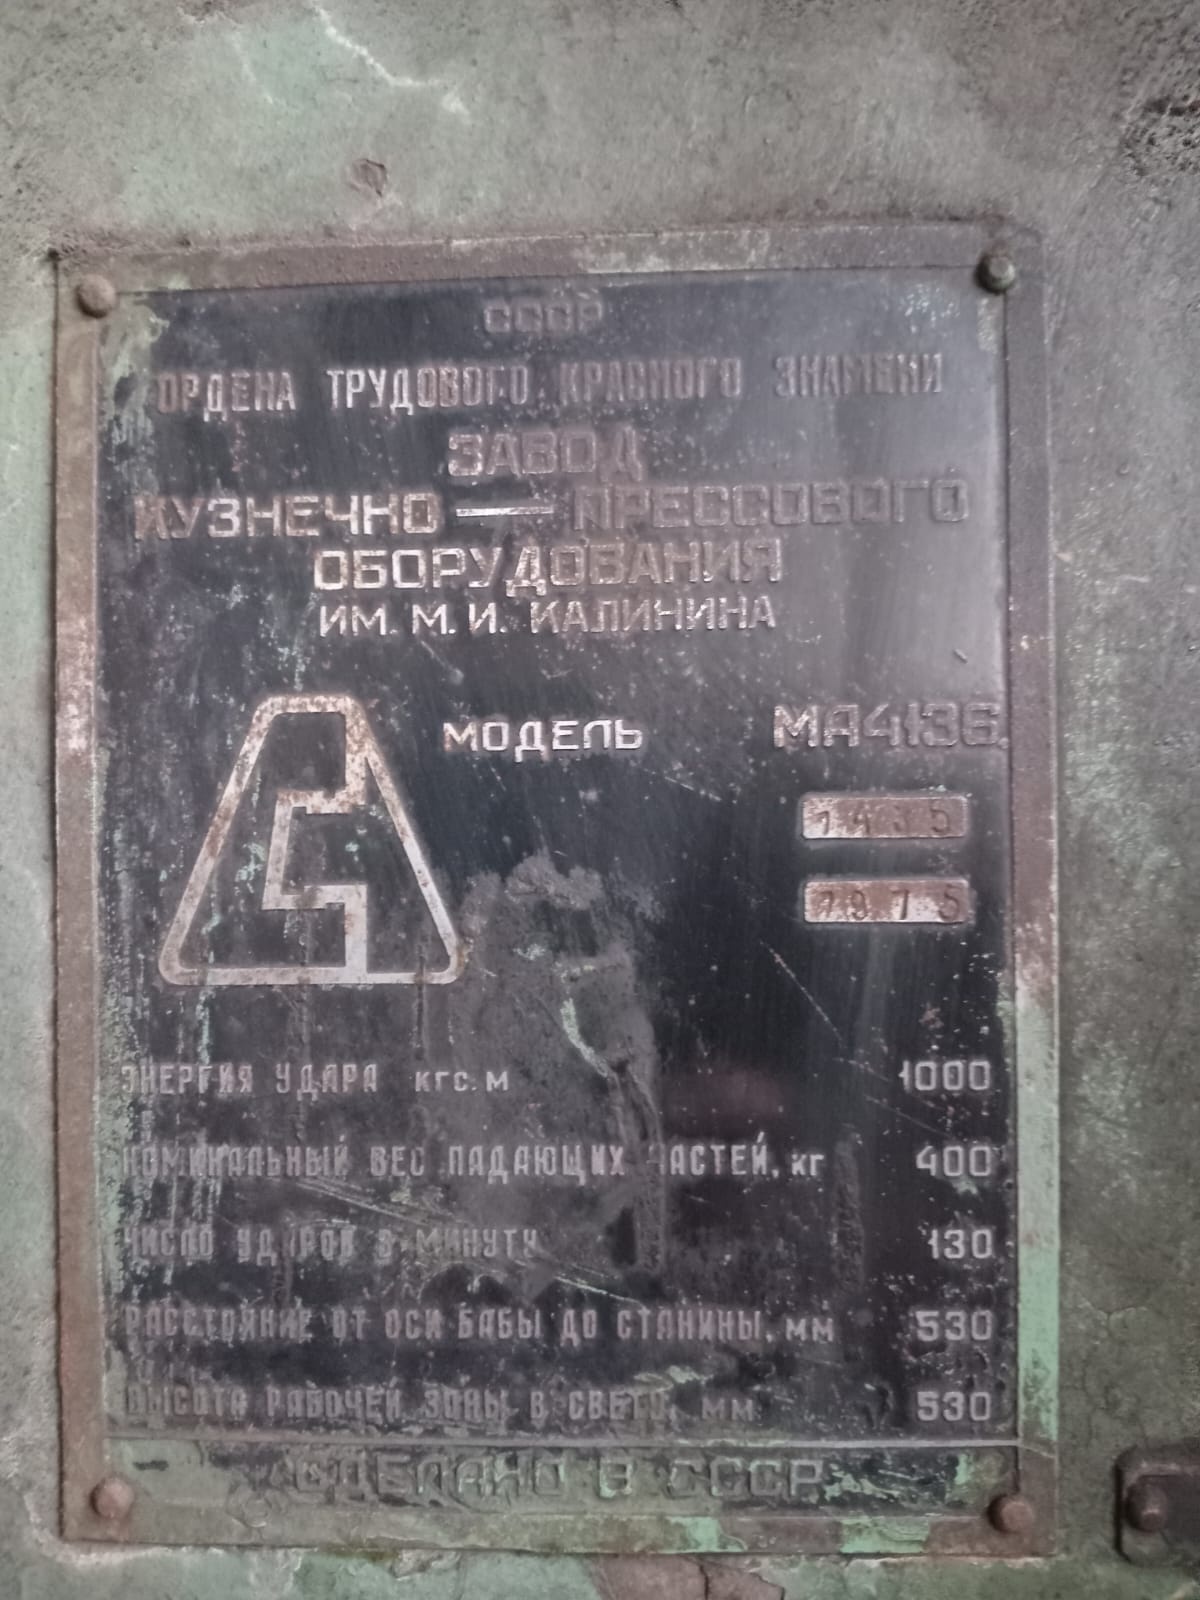 СССР
ОРДЕНА ТРУДОВОГО КРАСНОГО ЗНАМЕНИ
ЗАВОД
КУЗНЕЧНО — ПРЕССОВОГО
ОБОРУДОВАНИЯ
ИМ. М. И. КАЛИНИНА
МОДЕЛЬ МА4136
1435
1975
ЭНЕРГИЯ УДАРА КГС.М 1000
НОМИНАЛЬНЫЙ ВЕС ПАДАЮЩИХ ЧАСТЕЙ, КГ 400
ЧИСЛО УДАРОВ В МИНУТУ 130
РАССТОЯНИЕ ОТ ОСИ БАБЫ ДО СТАНИНЫ, ММ 530
ВЫСОТА РАБОЧЕЙ ЗОНЫ В СВЕТУ, ММ 530
СДЕЛАНО В СССР